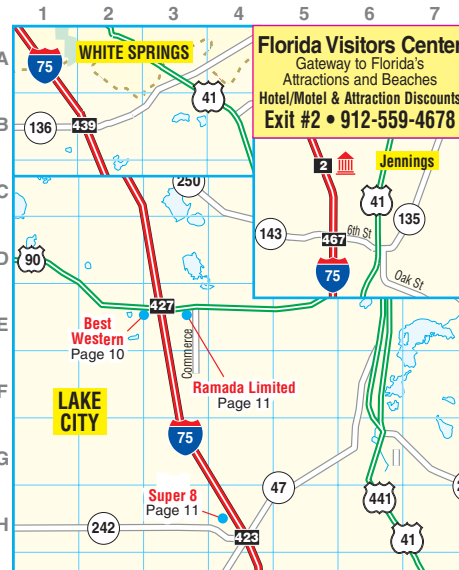 1 2 3 4 5 6 7
A
B
C
D
E
F
G
H
WHITE SPRINGS
75
41
136
439
Florida Visitors Center
Gateway to Florida's
Attractions and Beaches
Hotel/Motel & Attraction Discounts
Exit #2 • 912-559-4678
2
Jennings
41
135
143
467
6th St
75
Oak St
250
90
427
Best
Western
Page 10
Commerce
Ramada Limited
Page 11
LAKE
CITY
75
47
Super 8
Page 11
242
423
441
41